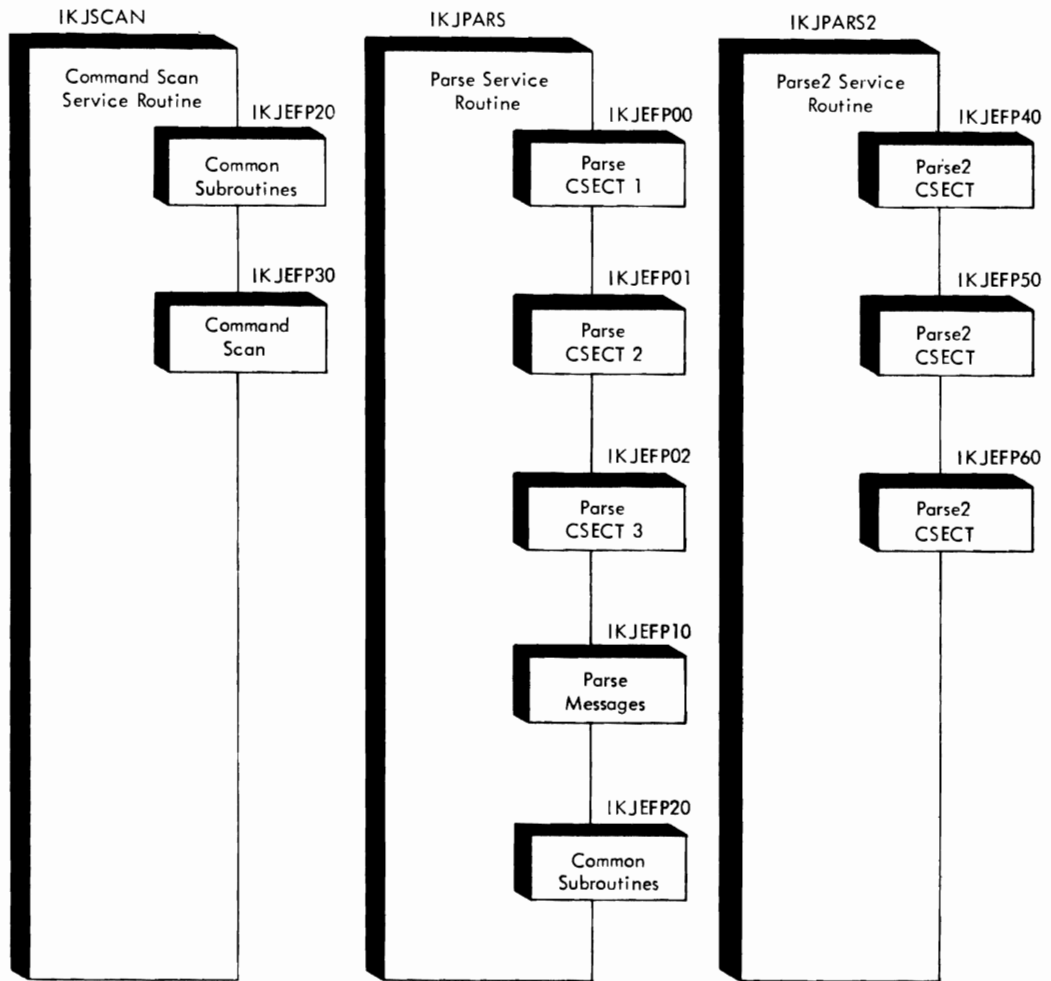 IKJSCAN
Command Scan
Service Routine
IKJEFP20
Common
Subroutines
IKJEFP30
Command
Scan
IKJPARS
Parse Service
Routine
IKJEFP00
Parse
CSECT 1
IKJEFP01
Parse
CSECT 2
IKJEFP02
Parse
CSECT 3
IKJEFP10
Parse
Messages
IKJEFP20
Common
Subroutines
IKJPARS2
Parse2 Service
Routine
IKJEFP40
Parse2
CSECT
IKJEFP50
Parse2
CSECT
IKJEFP60
Parse2
CSECT